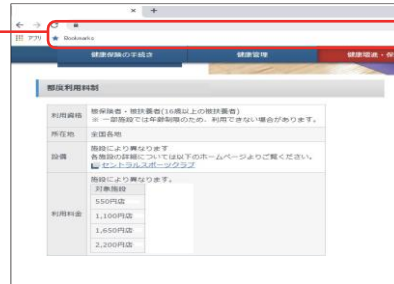 アプリ ★ Bookmarks
健康保険の手続き 健康管理 健康増進・保
都度利用料制
利用資格 被保険者・被扶養者(16歳以上の被扶養者)
※ 一部施設では年齢制限のため、利用できない場合があります。
所在地 全国各地
設備 施設により異なります
各施設の詳細については以下のホームページよりご覧ください。
セントラルスポーツクラブ
利用料金 施設により異なります。
対象施設
550円店
1,100円店
1,650円店
2,200円店